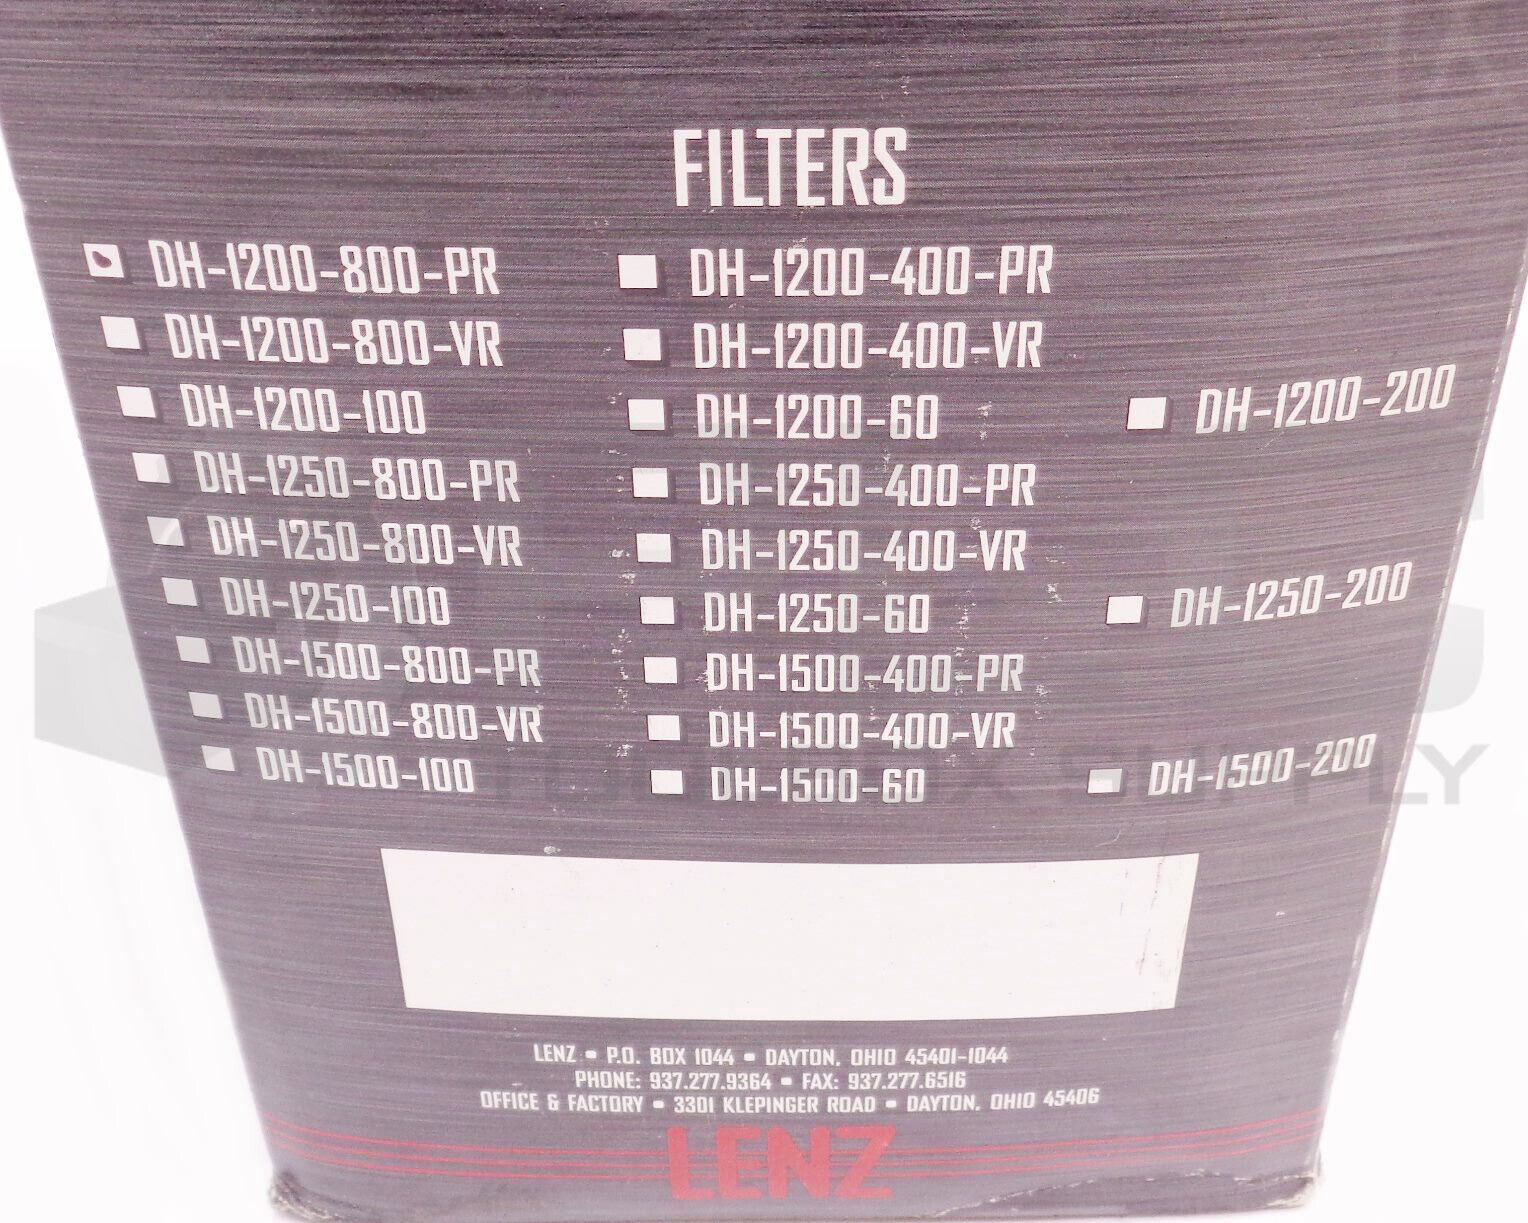 FILTERS
DH-1200-800-PR DH-1200-400-PR
DH-1200-800-VR DH-1200-400-VR
DH-1200-100 DH-1200-60 DH-1200-200
DH-1250-800-PR DH-1250-400-PR
DH-1250-800-VR DH-1250-400-VR
DH-1250-100 DH-1250-60 DH-1250-200
DH-1500-800-PR DH-1500-400-PR
DH-1500-800-VR DH-1500-400-VR
DH-1500-100 DH-1500-60 DH-1500-200
SUPPLY
LENZ • P.O. BOX 1044 • DAYTON, OHIO 45401-1044
PHONE: 937.277.9364 • FAX: 937.277.6516
OFFICE & FACTORY • 3301 KLEPINGER ROAD • DAYTON, OHIO 45406
LENZ